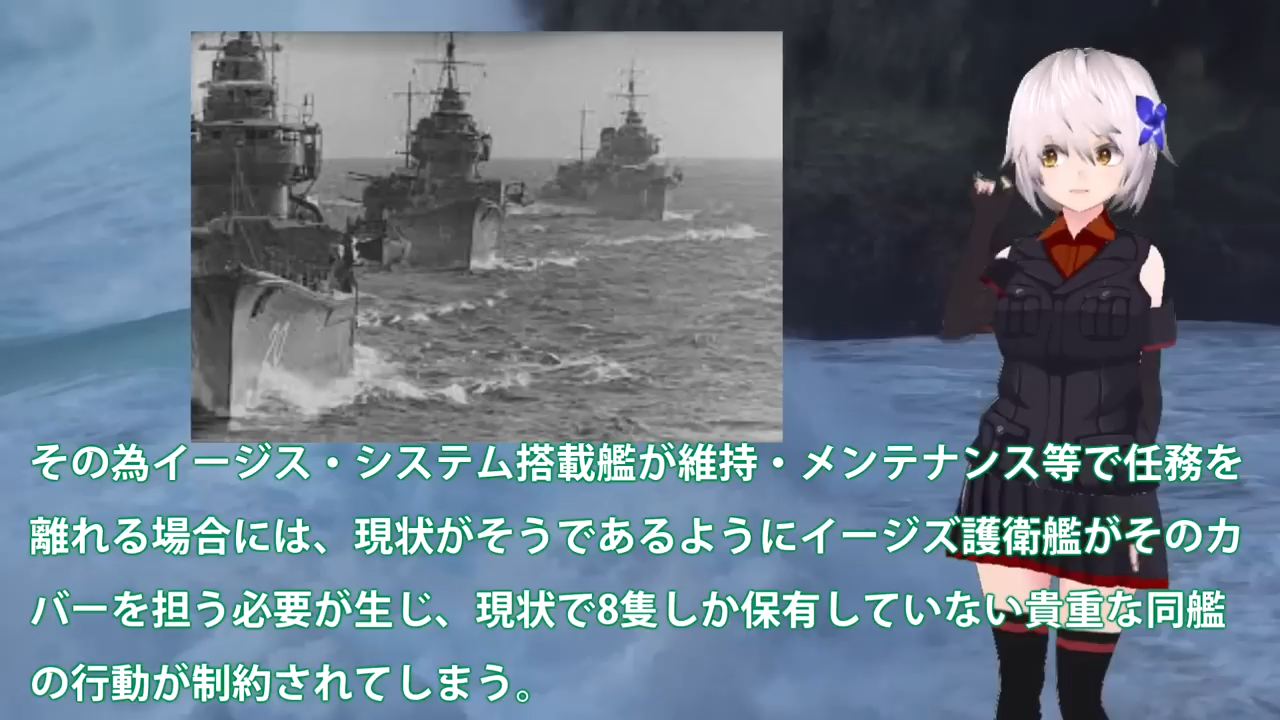 その為イージス・システム搭載艦が維持・メンテナンス等で任務を
離れる場合には、現状がそうであるようにイージズ護衛艦がそのカ
バーを担う必要が生じ、現状で8隻しか保有していない貴重な同艦
の行動が制約されてしまう。